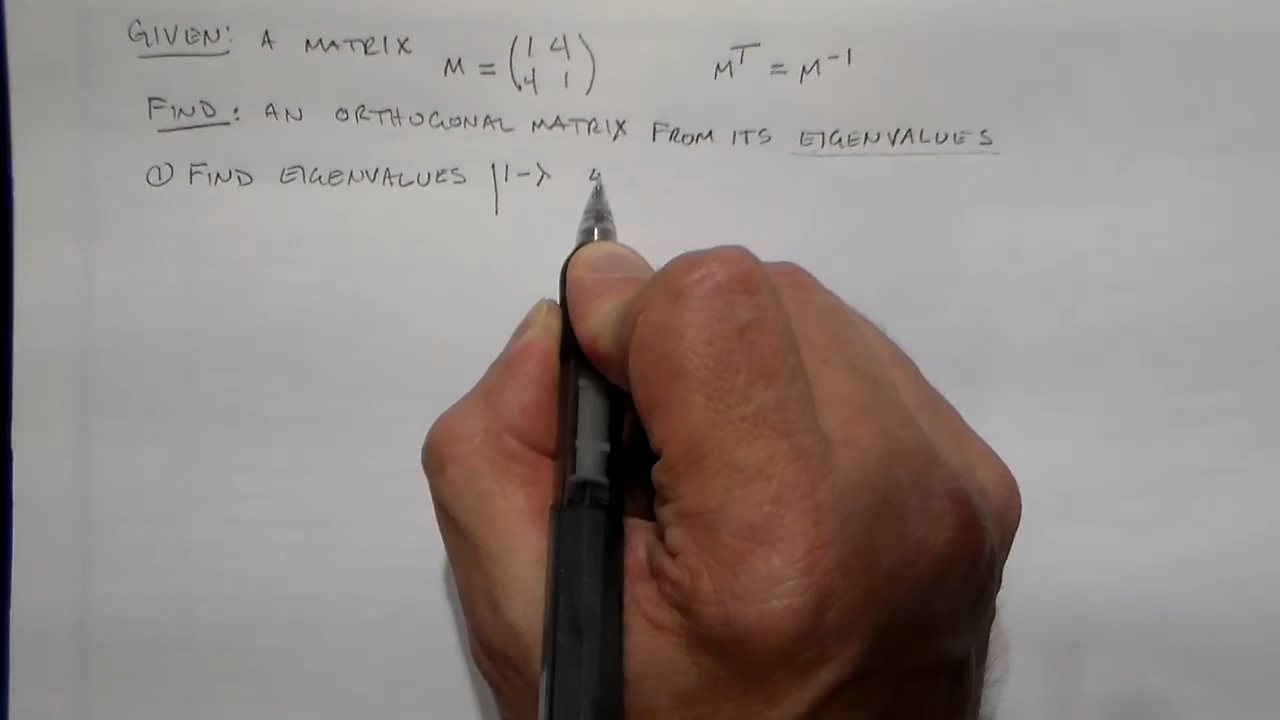 GIVEN: A MATRIX M = (1 4 M^T = M^-1
4 1)
FIND: AN ORTHOGONAL MATRIX FROM ITS EIGENVALUES
① FIND EIGENVALUES |1-λ 4